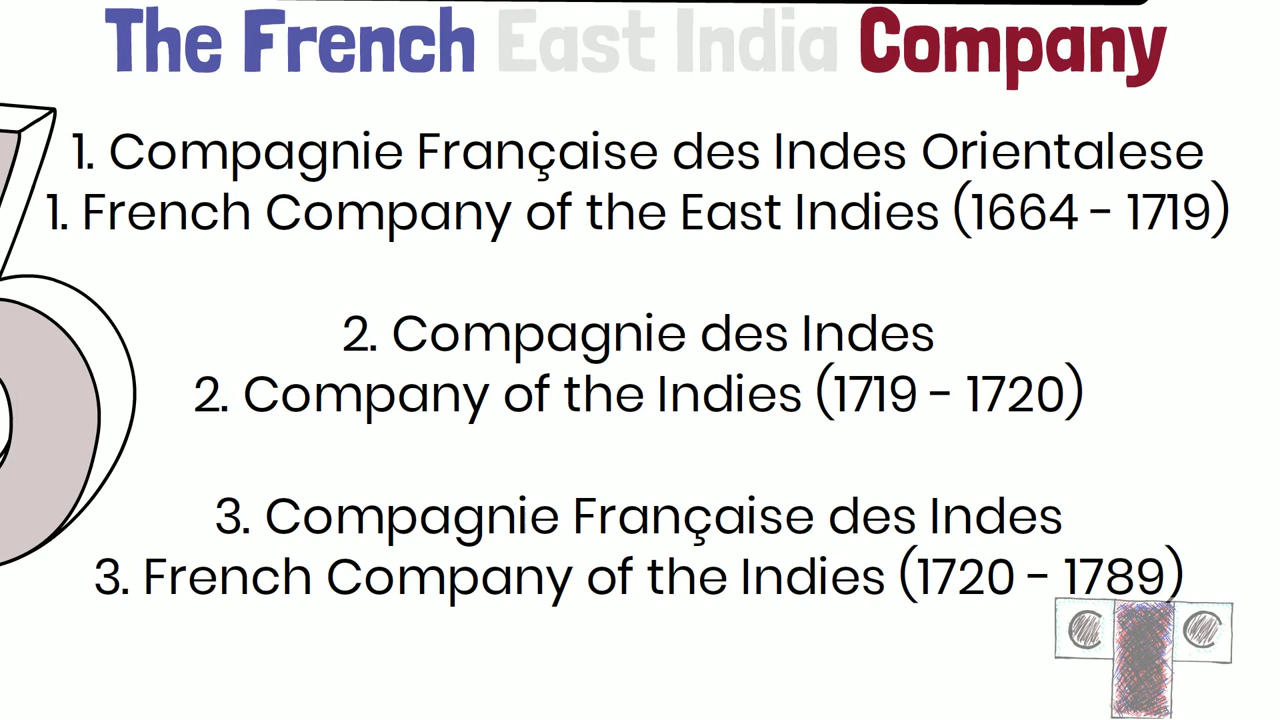 The French East India Company
1. Compagnie Française des Indes Orientalese
1. French Company of the East Indies (1664 - 1719)
2. Compagnie des Indes
2. Company of the Indies (1719 - 1720)
3. Compagnie Française des Indes
3. French Company of the Indies (1720 - 1789)
C T C